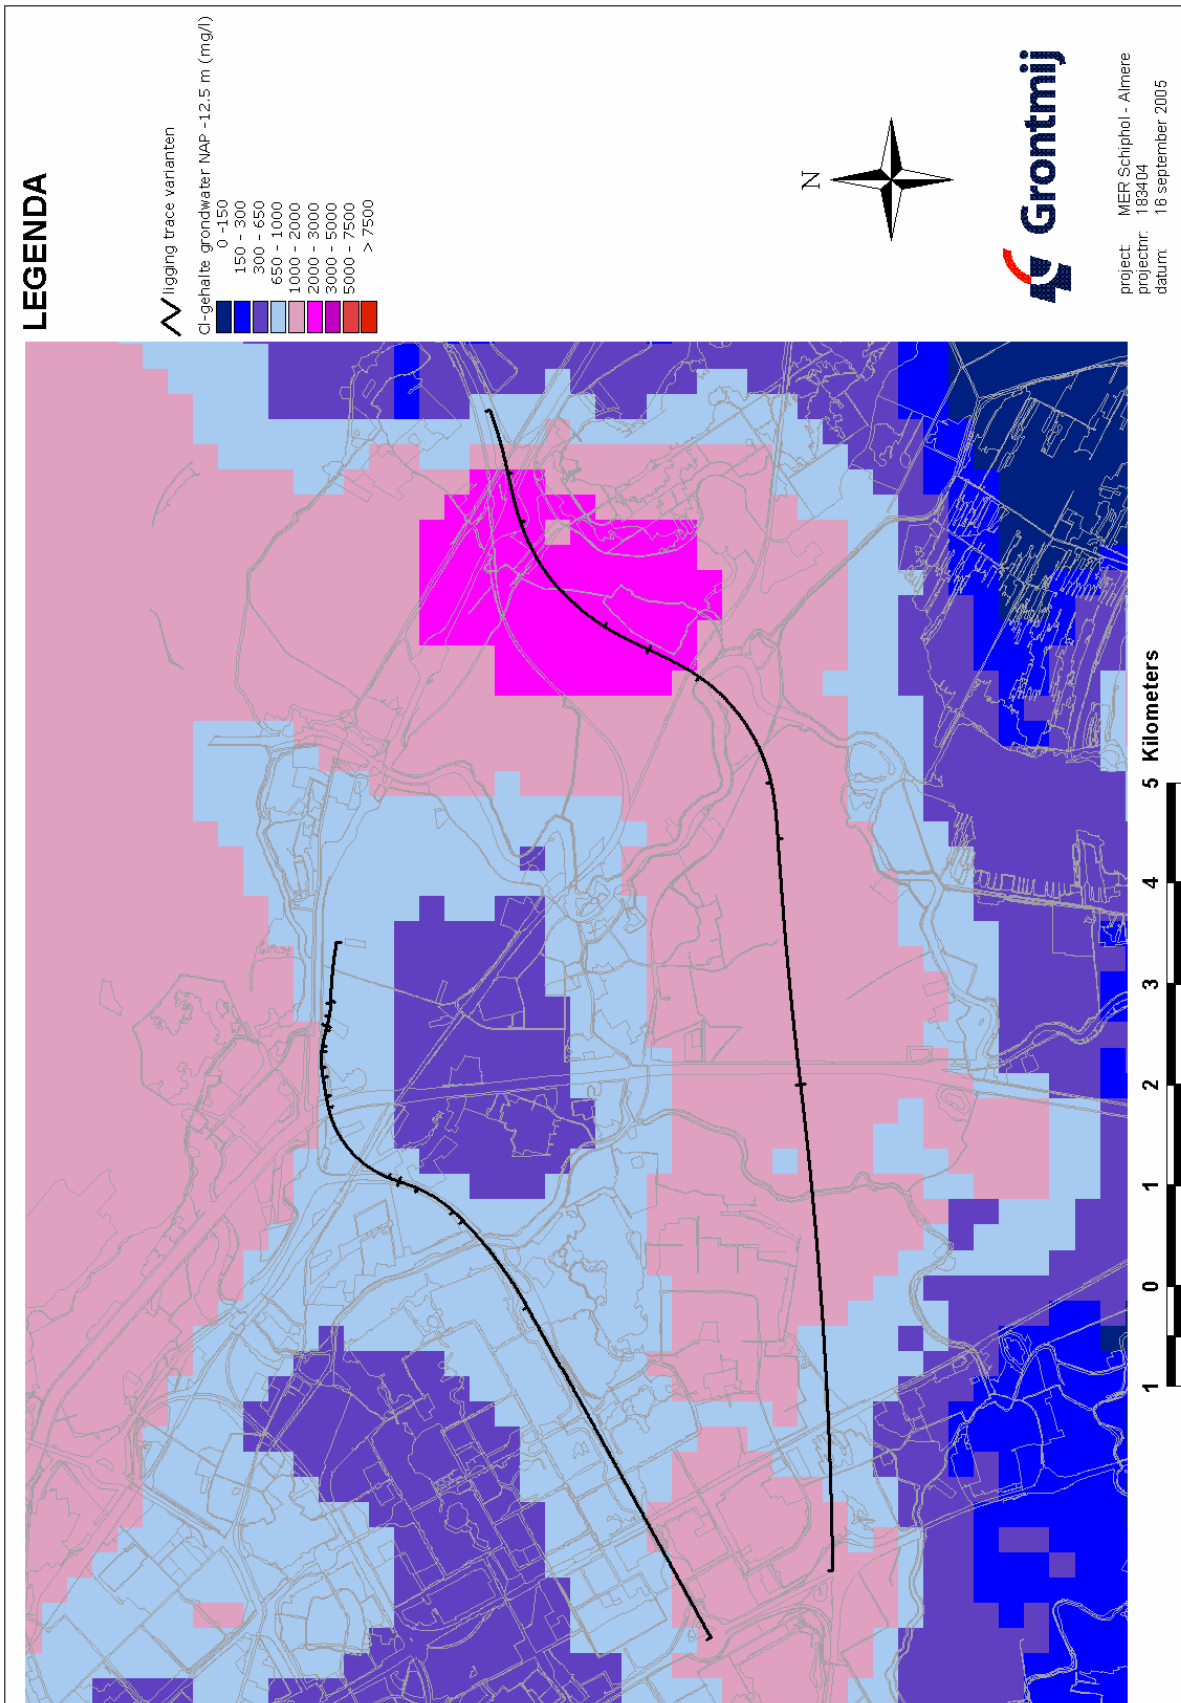 LEGENDA
ligging trace varianten
Cl-gehalte grondwater NAP -12.5 m (mg/l)
0 -150
150 - 300
300 - 650
650 - 1000
1000 - 2000
2000 - 3000
3000 - 5000
5000 - 7500
> 7500
N
Grontmij
project: MER Schiphol - Almere
projectnr: 183404
datum: 16 september 2005
1 0 1 2 3 4 5 Kilometers